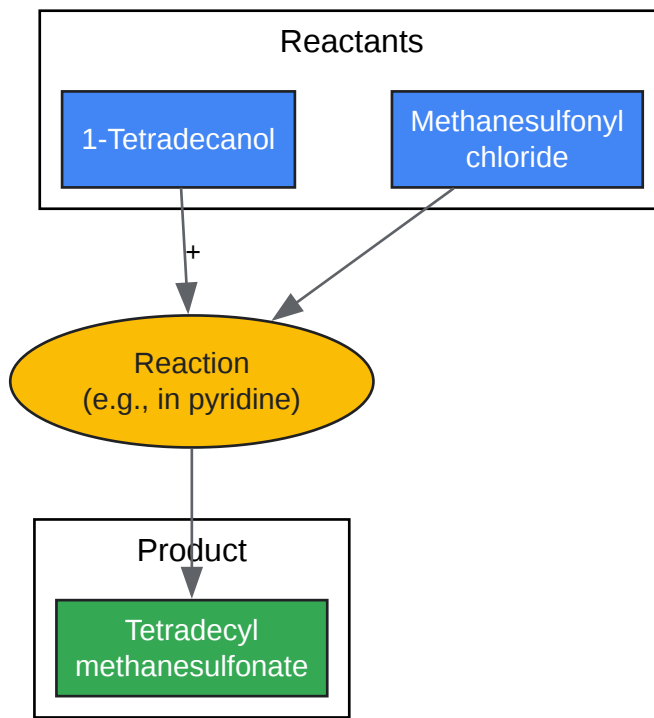 Reactants
1-Tetradecanol
Methanesulfonyl
chloride
+
Reaction
(e.g., in pyridine)
Product
Tetradecyl
methanesulfonate